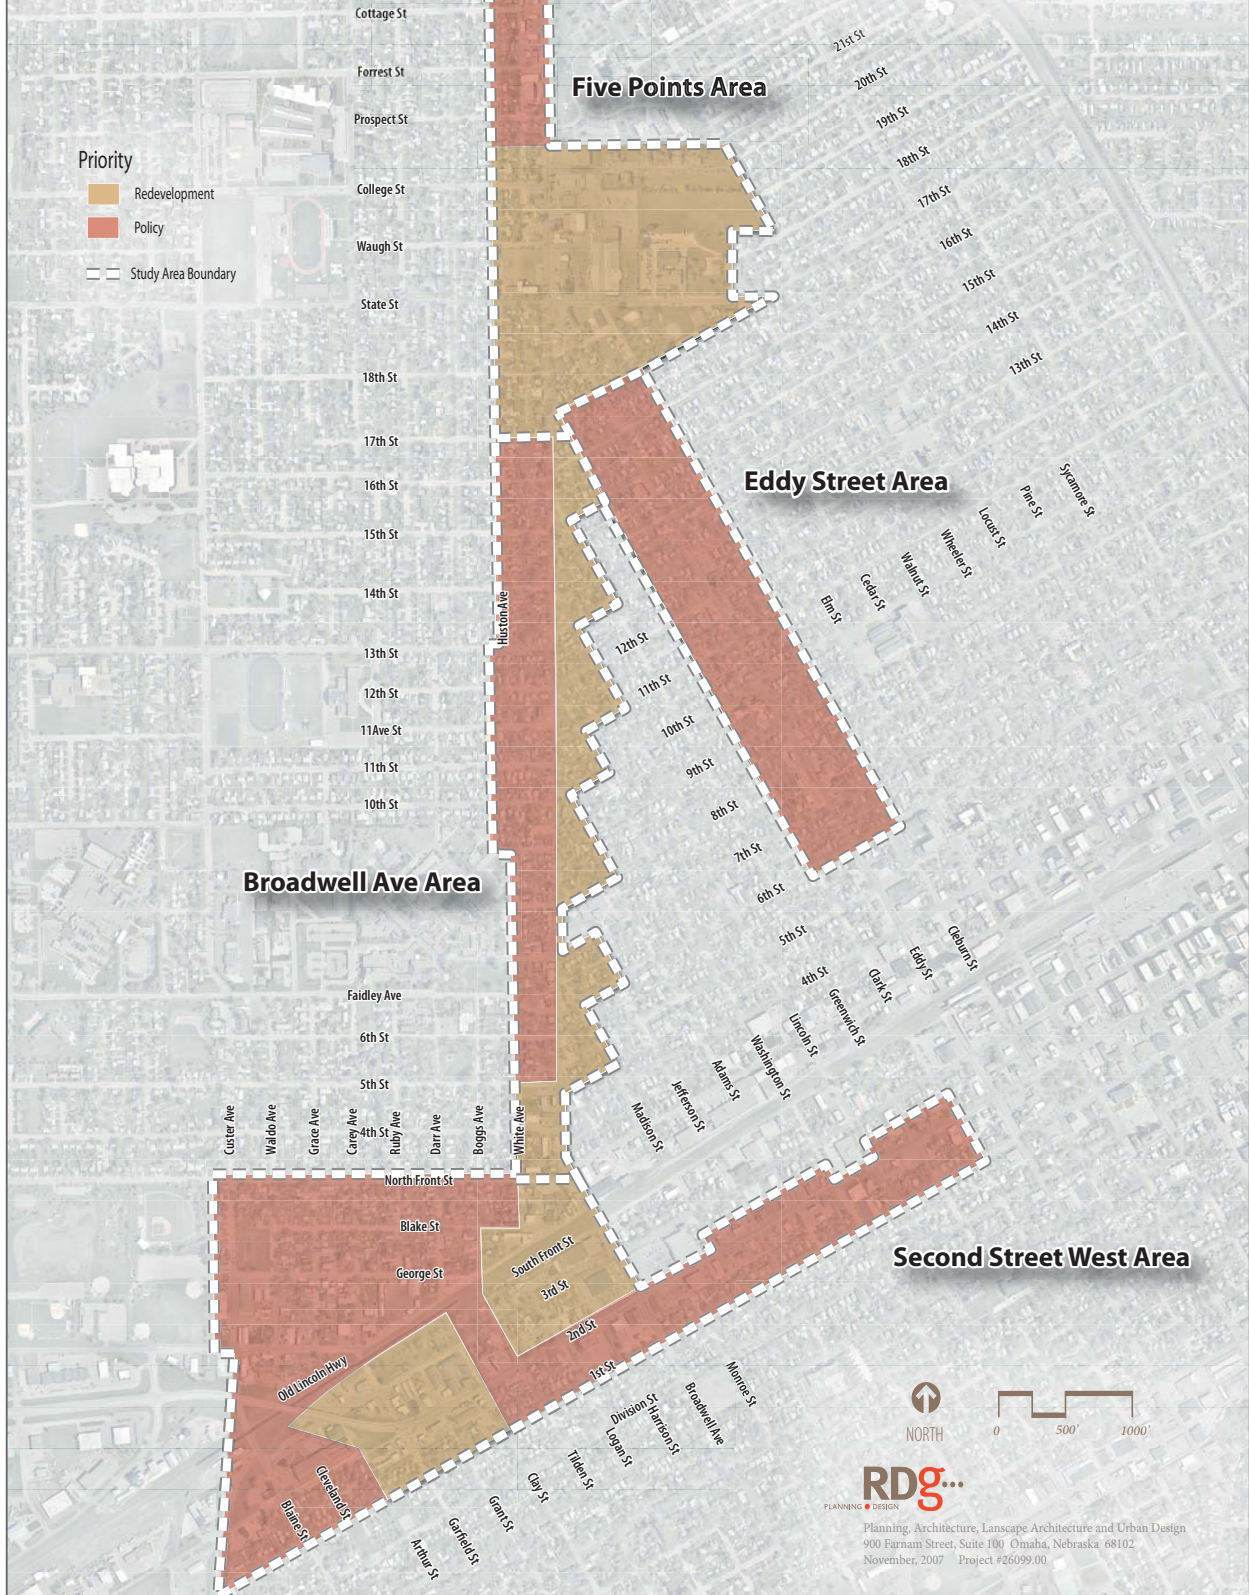 Cottage St
Forrest St
Prospect St
College St
Waugh St
State St
18th St
17th St
16th St
15th St
14th St
13th St
12th St
11Ave St
11th St
10th St
Faidley Ave
6th St
5th St
4th St
Priority
Redevelopment
Policy
Study Area Boundary
Five Points Area
21st St
20th St
19th St
18th St
17th St
16th St
15th St
14th St
13th St
Eddy Street Area
Sycamore St
Pine St
Locust St
Wheeler St
Walnut St
Cedar St
Elm St
Huston Ave
12th St
11th St
10th St
9th St
8th St
7th St
6th St
5th St
4th St
Broadwell Ave Area
Cleburn St
Eddy St
Clark St
Greenwich St
Lincoln St
Washington St
Adams St
Jefferson St
Madison St
Custer Ave
Waldo Ave
Grace Ave
Carey Ave
Ruby Ave
Darr Ave
Boggs Ave
White Ave
North Front St
Blake St
George St
South Front St
3rd St
2nd St
1st St
Old Lincoln Hwy
Second Street West Area
Monroe St
Broadwell Ave
Division St
Harrison St
Logan St
Tilden St
Clay St
Grant St
Garfield St
Arthur St
Cleveland St
Blaine St
NORTH
0 500' 1000'
RDg...
PLANNING • DESIGN
Planning, Architecture, Lanscape Architecture and Urban Design
900 Farnam Street, Suite 100 Omaha, Nebraska 68102
November, 2007 Project #26099.00